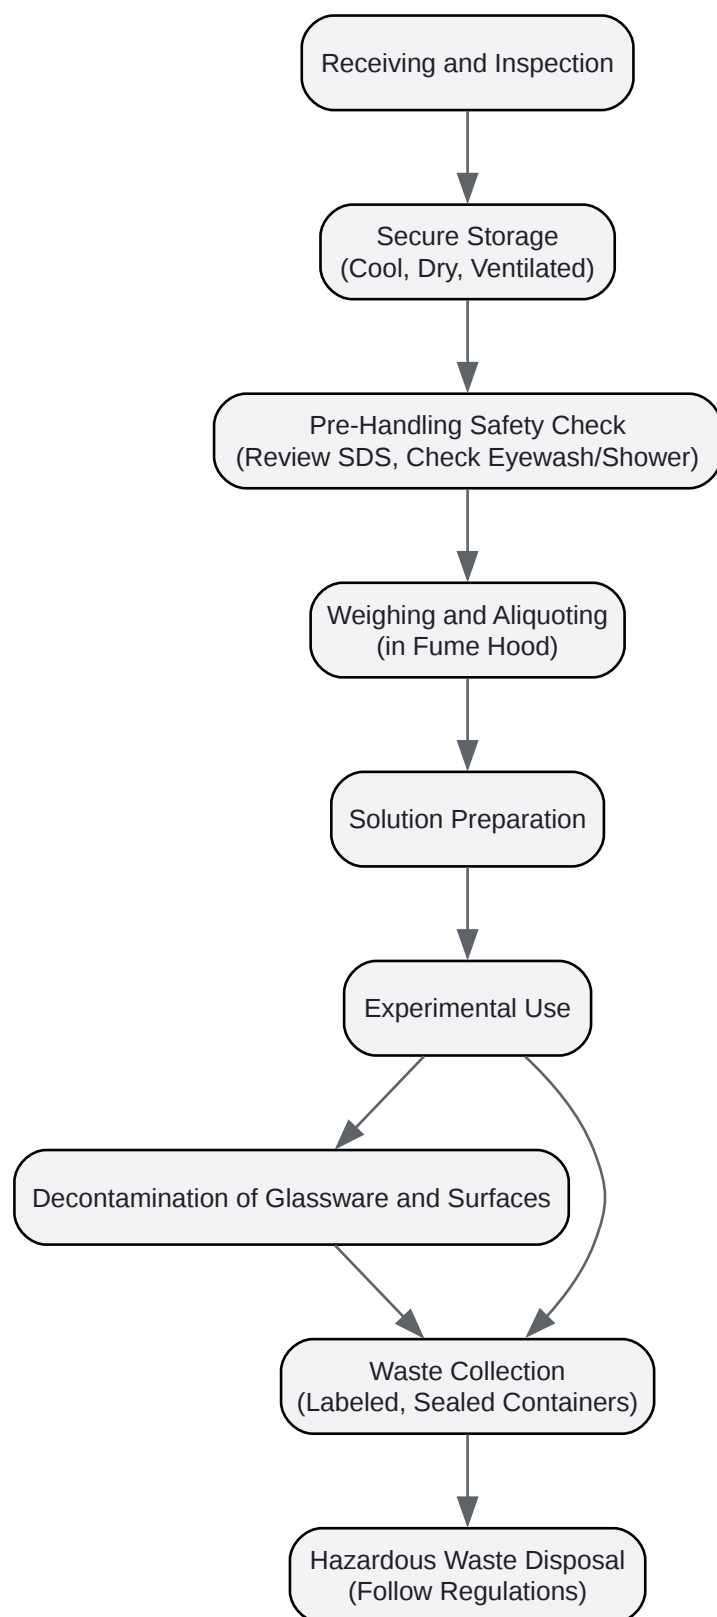 Receiving and Inspection
Secure Storage
(Cool, Dry, Ventilated)
Pre-Handling Safety Check
(Review SDS, Check Eyewash/Shower)
Weighing and Aliquoting
(in Fume Hood)
Solution Preparation
Experimental Use
Decontamination of Glassware and Surfaces
Waste Collection
(Labeled, Sealed Containers)
Hazardous Waste Disposal
(Follow Regulations)